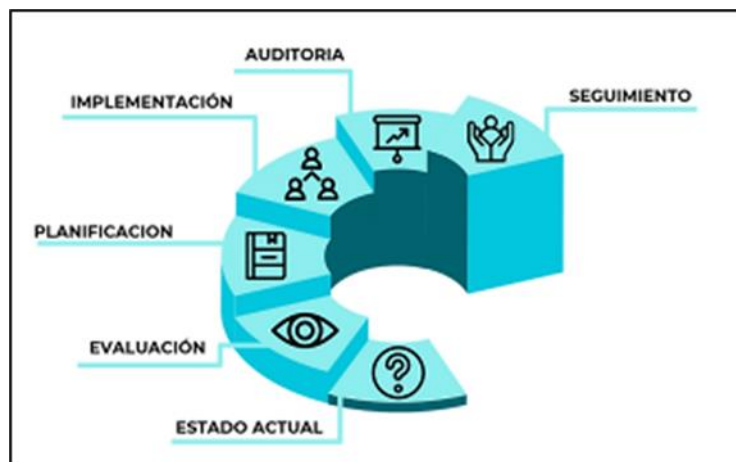 AUDITORIA
IMPLEMENTACIÓN
SEGUIMIENTO
PLANIFICACION
EVALUACIÓN
ESTADO ACTUAL